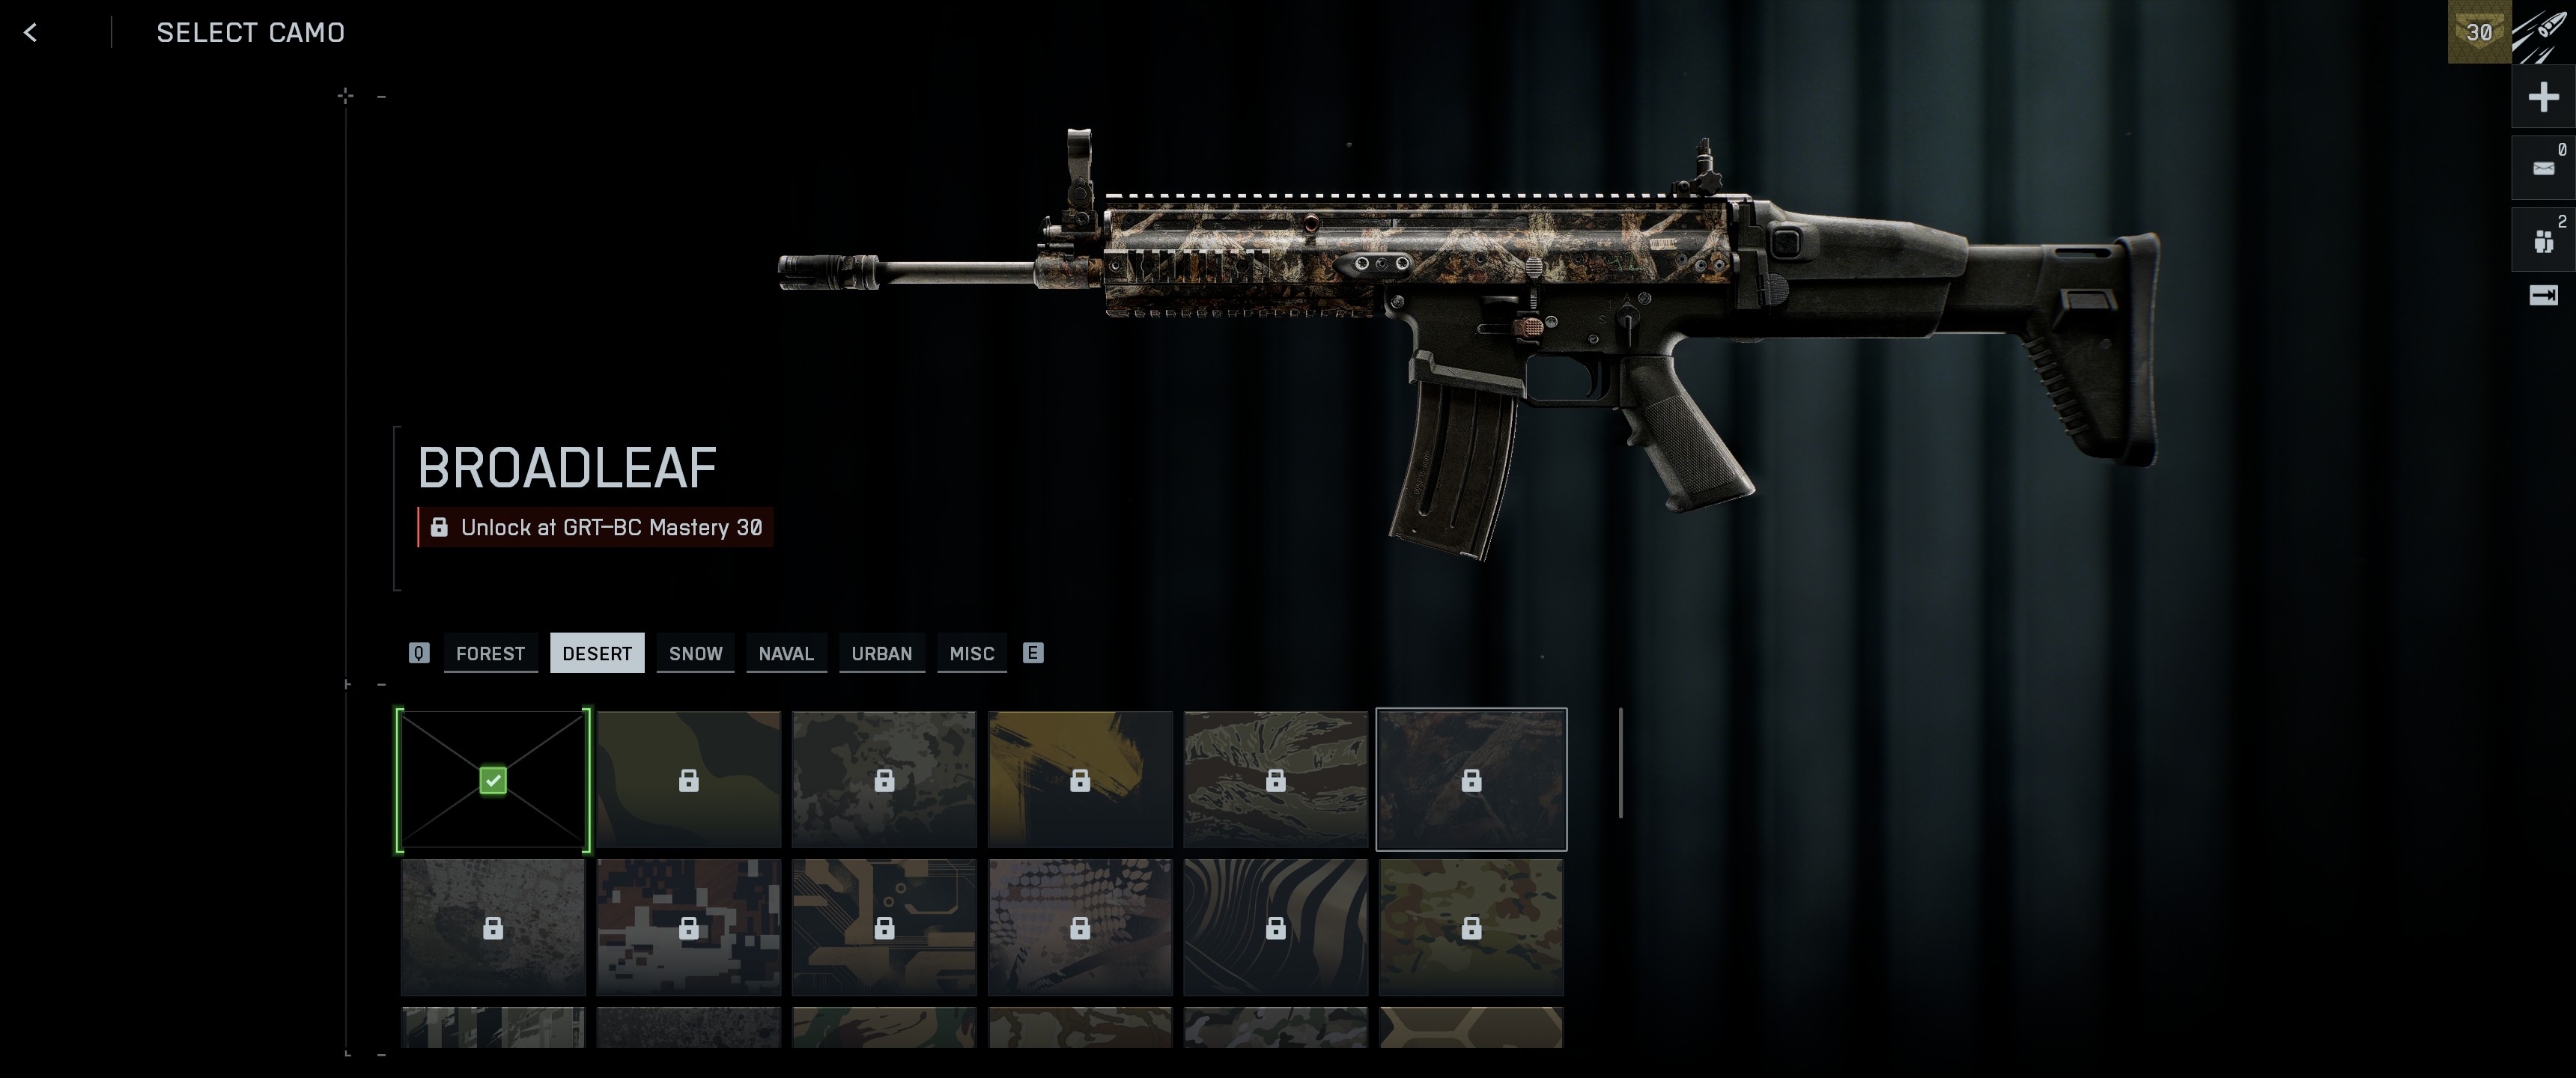 SELECT CAMO
30
0
2
BROADLEAF
Unlock at GRT-BC Mastery 30
Q FOREST DESERT SNOW NAVAL URBAN MISC E